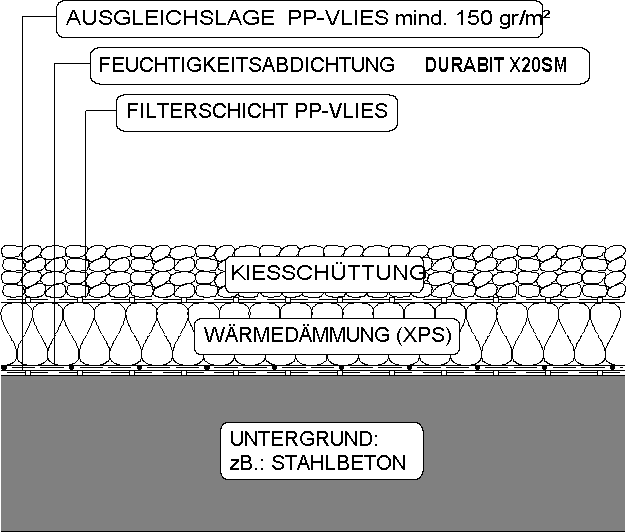 AUSGLEICHSLAGE PP-VLIES mind. 150 gr/m²
FEUCHTIGKEITSABDICHTUNG DURABIT X20SM
FILTERSCHICHT PP-VLIES
KIESSCHÜTTUNG
WÄRMEDÄMMUNG (XPS)
UNTERGRUND:
zB.: STAHLBETON